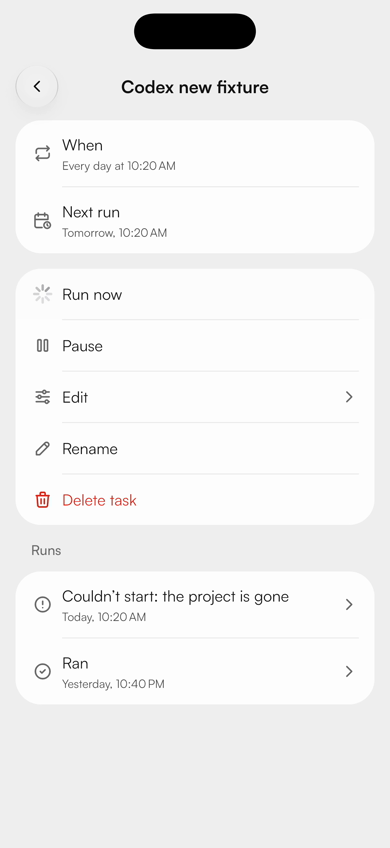 Codex new fixture
When
Every day at 10:20 AM
Next run
Tomorrow, 10:20 AM
Run now
Pause
Edit
Rename
Delete task
Runs
Couldn’t start: the project is gone
Today, 10:20 AM
Ran
Yesterday, 10:40 PM